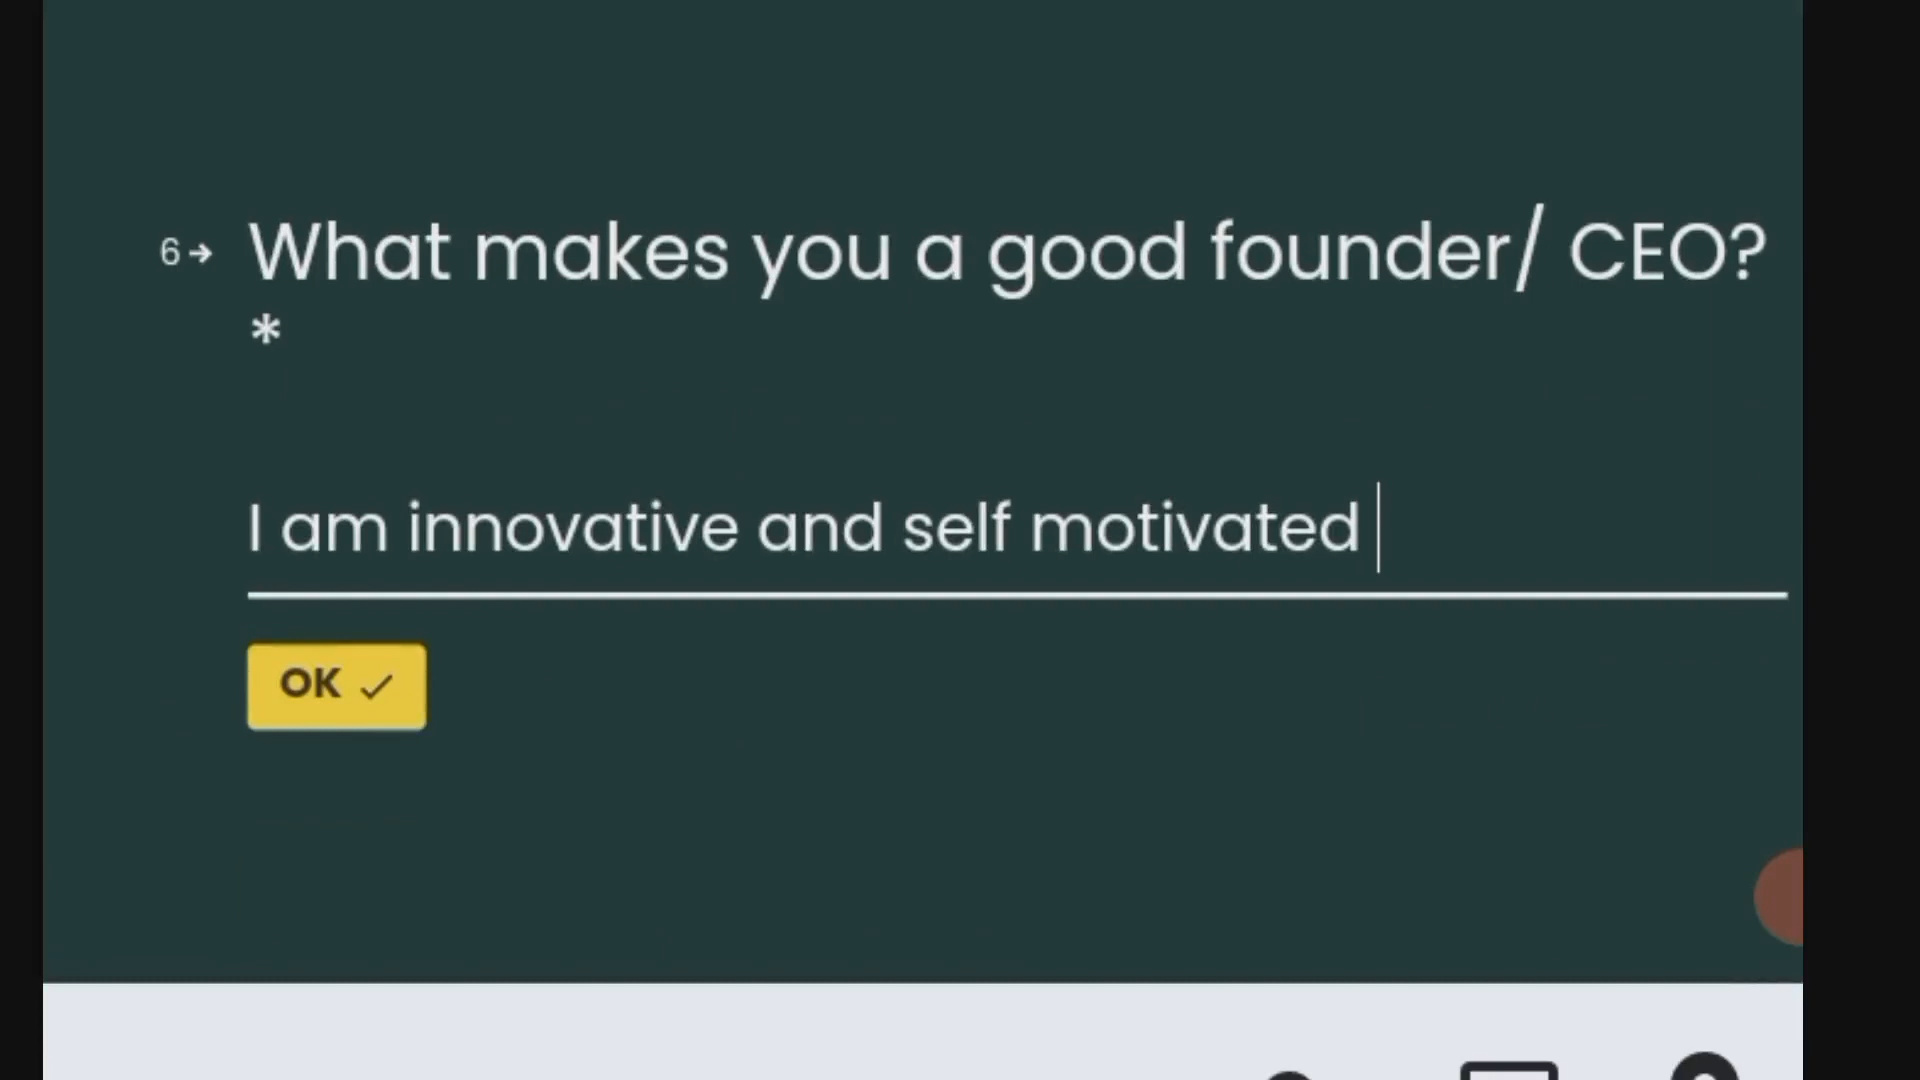 6→ What makes you a good founder/ CEO?
*
I am innovative and self motivated
OK ✓